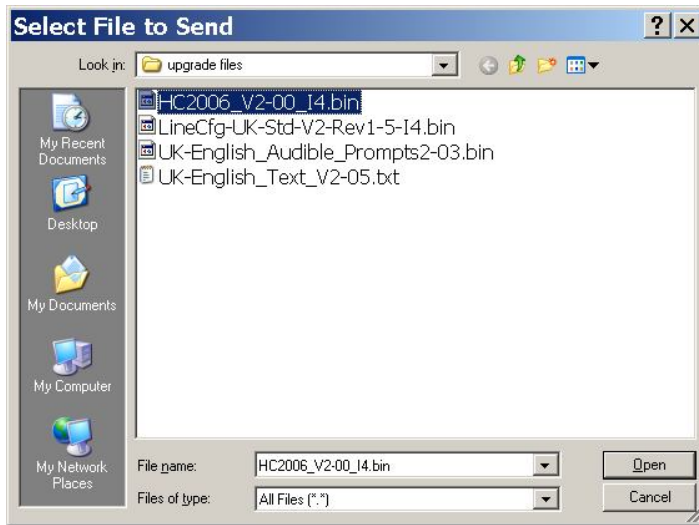 Select File to Send
Look in: upgrade files
My Recent
Documents
Desktop
My Documents
My Computer
My Network
Places
HC2006_V2-00_I4.bin
LineCfg-UK-Std-V2-Rev1-5-I4.bin
UK-English_Audible_Prompts2-03.bin
UK-English_Text_V2-05.txt
File name: HC2006_V2-00_I4.bin Open
Files of type: All Files (*.*) Cancel